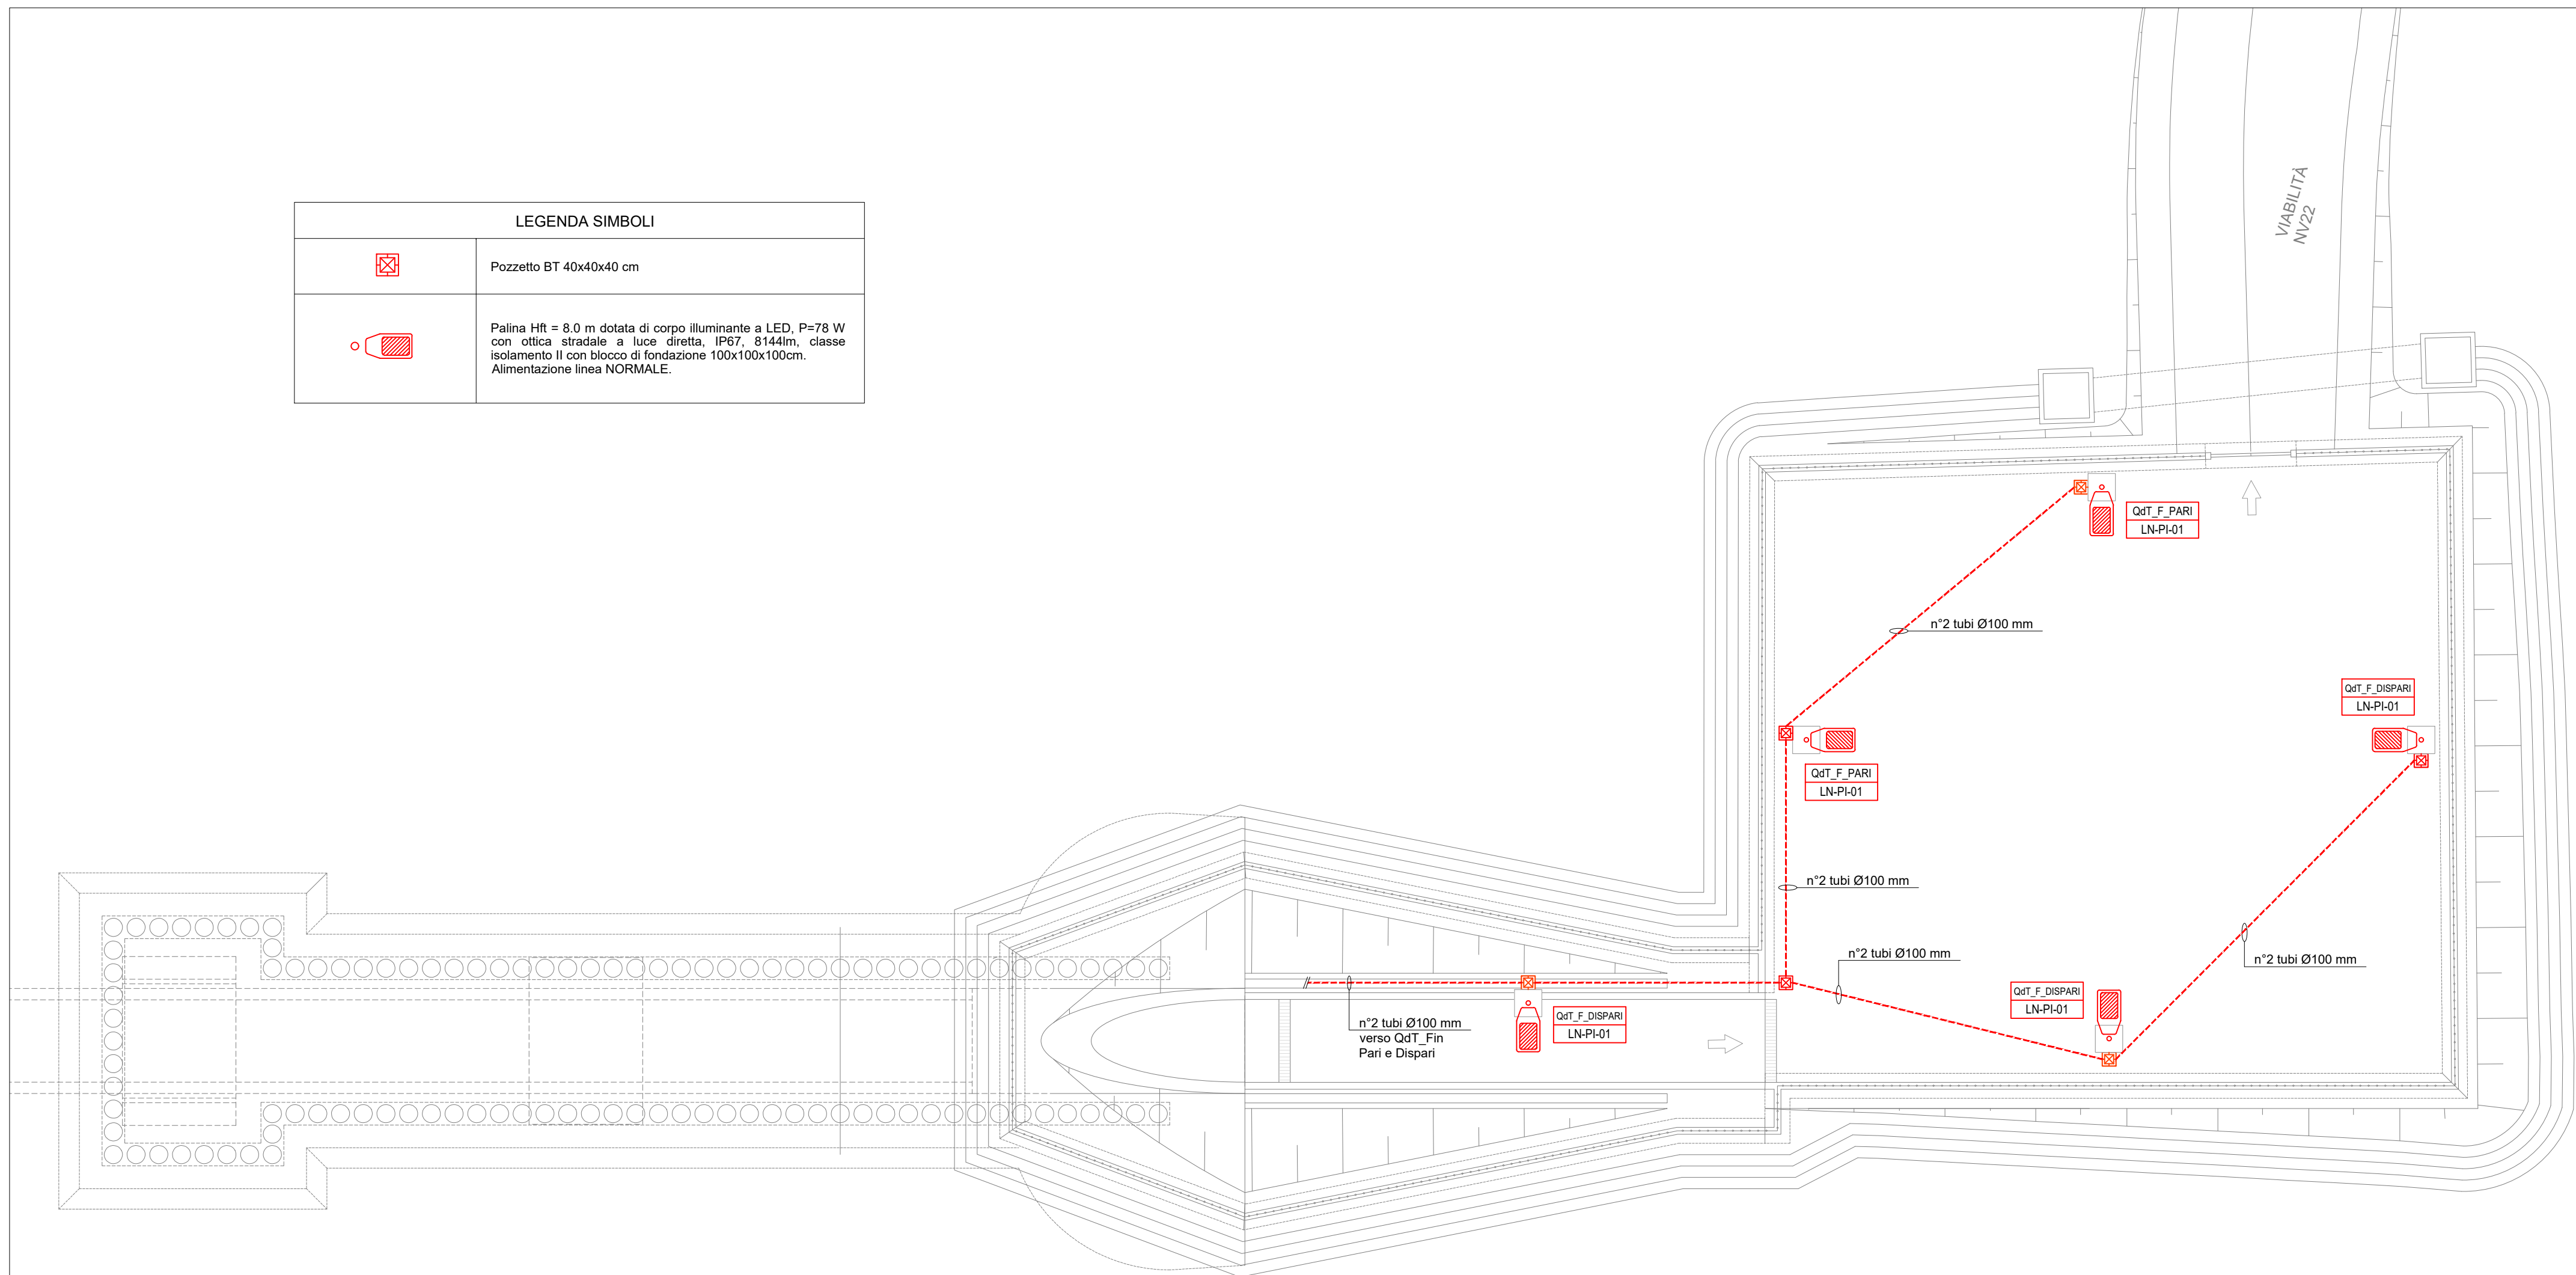 VIABILITÀ
NV22
LEGENDA SIMBOLI
Pozzetto BT 40x40x40 cm
Palina Hft = 8.0 m dotata di corpo illuminante a LED, P=78 W
con ottica stradale a luce diretta, IP67, 8144lm, classe
isolamento II con blocco di fondazione 100x100x100cm.
Alimentazione linea NORMALE.
QdT_F_PARI
LN-PI-01
n°2 tubi Ø100 mm
QdT_F_DISPARI
LN-PI-01
QdT_F_PARI
LN-PI-01
n°2 tubi Ø100 mm
n°2 tubi Ø100 mm
n°2 tubi Ø100 mm
QdT_F_DISPARI
LN-PI-01
QdT_F_DISPARI
LN-PI-01
n°2 tubi Ø100 mm
verso QdT_Fin
Pari e Dispari